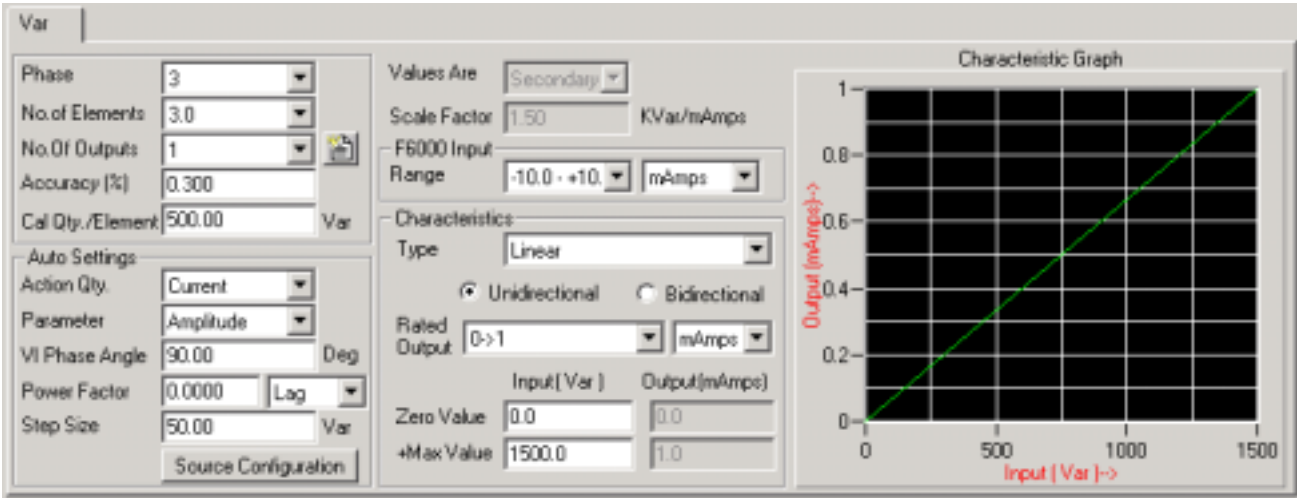 Var
Phase 3
No.of Elements 3.0
No.Of Outputs 1
Accuracy (%) 0.300
Cal Qty./Element 500.00 Var
Auto Settings
Action Qty. Current
Parameter Amplitude
VI Phase Angle 90.00 Deg
Power Factor 0.0000 Lag
Step Size 50.00 Var
Source Configuration
Values Are Secondary
Scale Factor 1.50 KVar/mAmps
F6000 Input
Range -10.0 - +10. mAmps
Characteristics
Type Linear
Unidirectional Bidirectional
Rated
Output 0->1 mAmps
Input( Var ) Output(mAmps)
Zero Value 0.0 0.0
+Max Value 1500.0 1.0
Characteristic Graph
Output (mAmps)-->
1
0.8
0.6
0.4
0.2
0
0 500 1000 1500
Input ( Var )-->